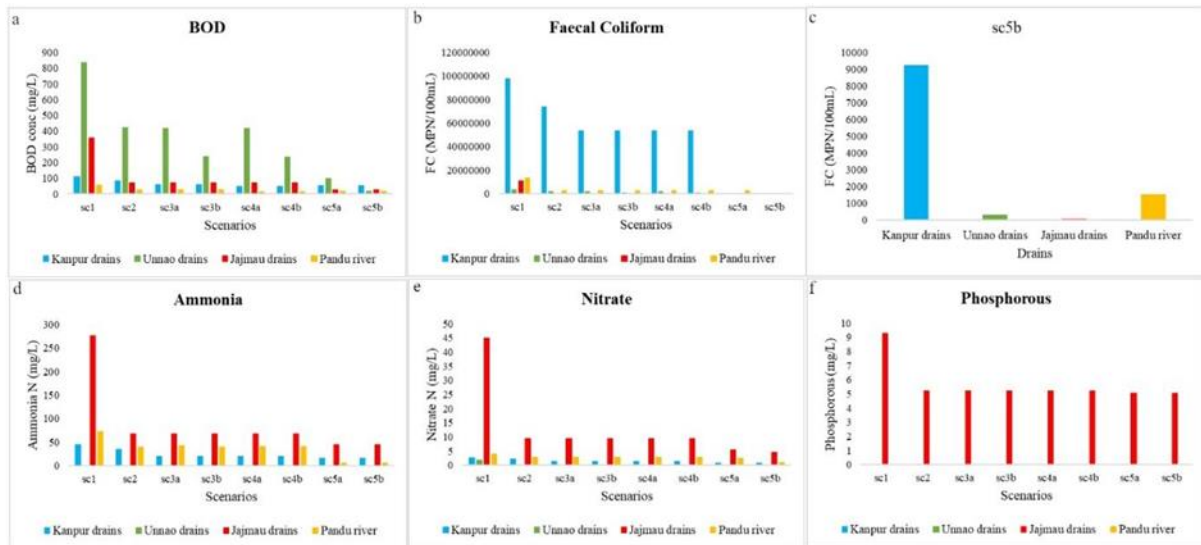 a
BOD
900
800
700
600
500
400
300
200
100
0
BOD conc (mg/L)
sc1 sc2 sc3a sc3b sc4a sc4b sc5a sc5b
Scenarios
Kanpur drains Unnao drains Jajmau drains Pandu river
b
Faecal Coliform
120000000
100000000
80000000
60000000
40000000
20000000
0
FC (MPN/100mL)
sc1 sc2 sc3a sc3b sc4a sc4b sc5a sc5b
Scenarios
Kanpur drains Unnao drains Jajmau drains Pandu river
c
sc5b
10000
9000
8000
7000
6000
5000
4000
3000
2000
1000
0
FC (MPN/100mL)
Kanpur drains Unnao drains Jajmau drains Pandu river
Drains
d
Ammonia
300
250
200
150
100
50
0
Ammonia N (mg/L)
sc1 sc2 sc3a sc3b sc4a sc4b sc5a sc5b
Scenarios
Kanpur drains Unnao drains Jajmau drains Pandu river
e
Nitrate
50
45
40
35
30
25
20
15
10
5
0
Nitrate N (mg/L)
sc1 sc2 sc3a sc3b sc4a sc4b sc5a sc5b
Scenarios
Kanpur drains Unnao drains Jajmau drains Pandu river
f
Phosphorous
10
9
8
7
6
5
4
3
2
1
0
Phosphorous (mg/L)
sc1 sc2 sc3a sc3b sc4a sc4b sc5a sc5b
Scenarios
Kanpur drains Unnao drains Jajmau drains Pandu river